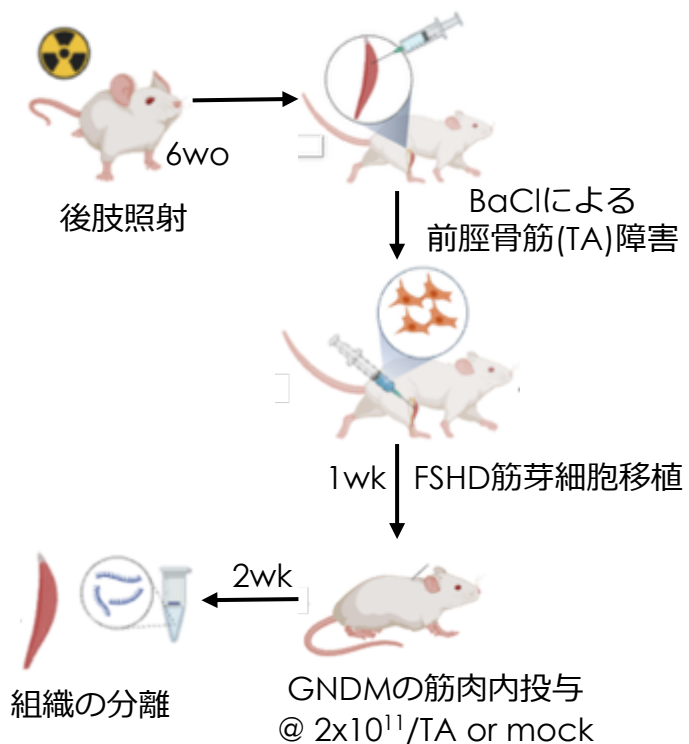 6wo
後肢照射
BaClによる
前脛骨筋(TA)障害
1wk
FSHD筋芽細胞移植
2wk
組織の分離
GNDMの筋肉内投与
@ 2x10¹¹/TA or mock